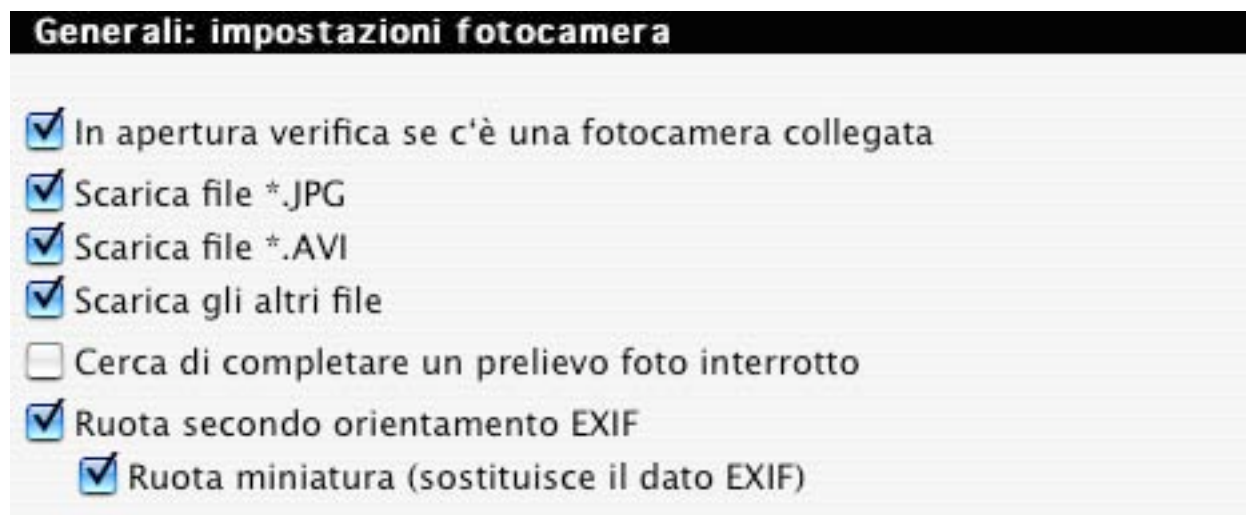 Generali: impostazioni fotocamera
In apertura verifica se c‘è una fotocamera collegata
Scarica file *.JPG
Scarica file *.AVI
Scarica gli altri file
Cerca di completare un prelievo foto interrotto
Ruota secondo orientamento EXIF
Ruota miniatura (sostituisce il dato EXIF)